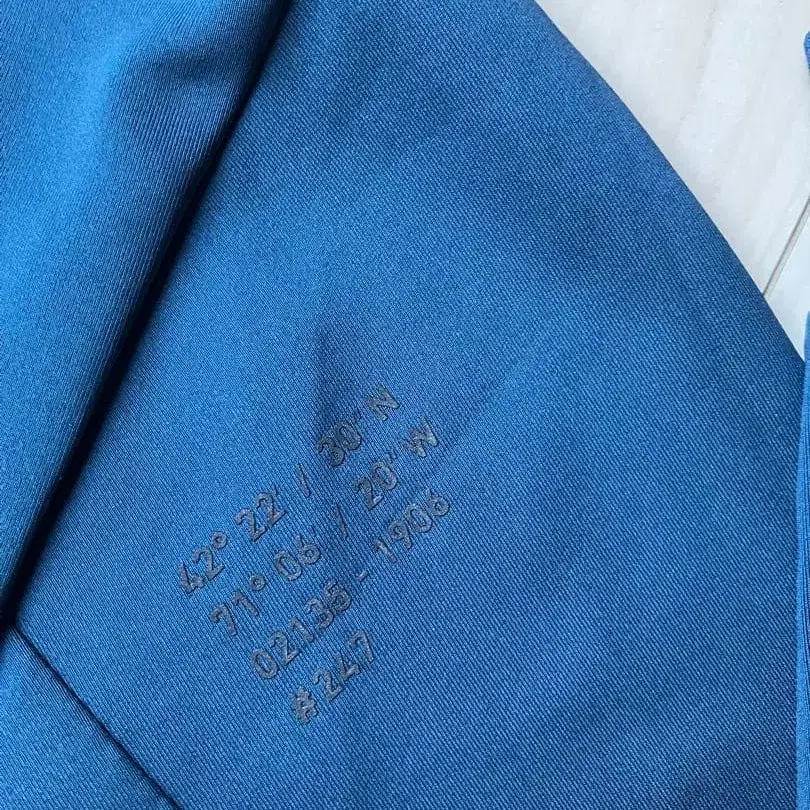 42° 22' / 30" N
71° 06' / 20" W
02135 - 1906
#247